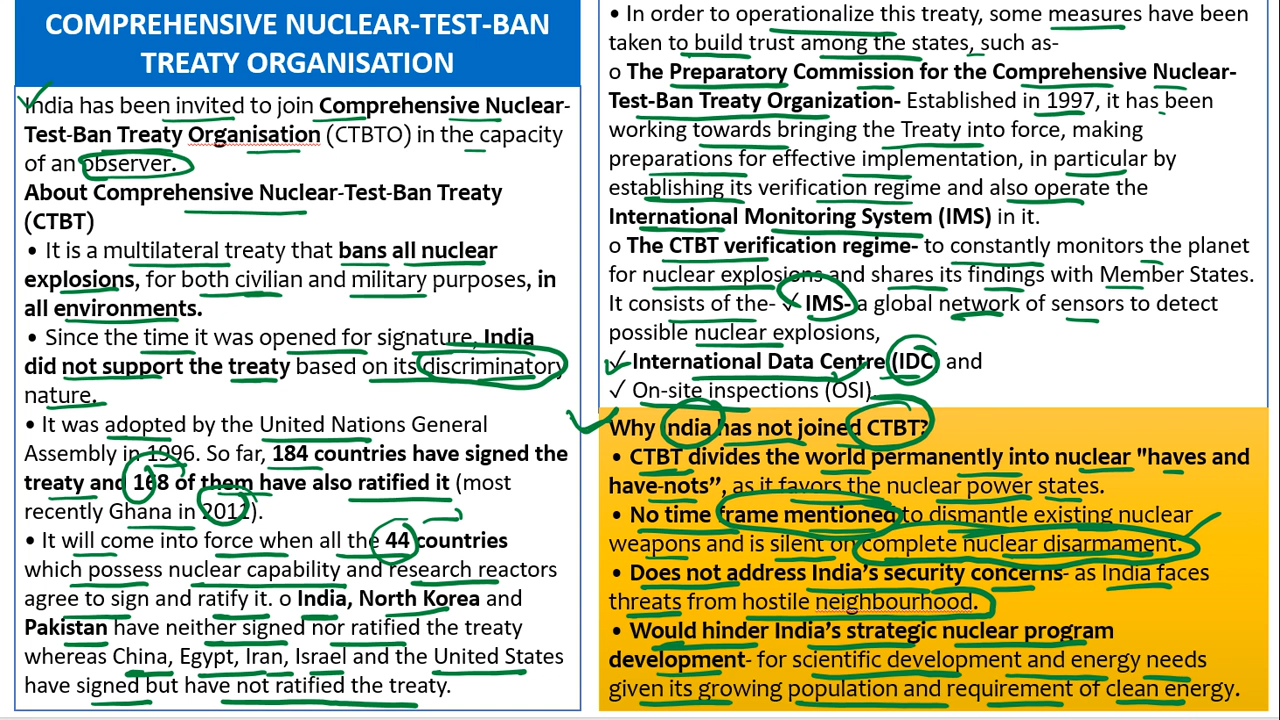 COMPREHENSIVE NUCLEAR-TEST-BAN
TREATY ORGANISATION
India has been invited to join Comprehensive Nuclear-
Test-Ban Treaty Organisation (CTBTO) in the capacity
of an observer.
About Comprehensive Nuclear-Test-Ban Treaty
(CTBT)
• It is a multilateral treaty that bans all nuclear
explosions, for both civilian and military purposes, in
all environments.
• Since the time it was opened for signature, India
did not support the treaty based on its discriminatory
nature.
• It was adopted by the United Nations General
Assembly in 1996. So far, 184 countries have signed the
treaty and 168 of them have also ratified it (most
recently Ghana in 2011).
• It will come into force when all the 44 countries
which possess nuclear capability and research reactors
agree to sign and ratify it. o India, North Korea and
Pakistan have neither signed nor ratified the treaty
whereas China, Egypt, Iran, Israel and the United States
have signed but have not ratified the treaty.
• In order to operationalize this treaty, some measures have been
taken to build trust among the states, such as-
o The Preparatory Commission for the Comprehensive Nuclear-
Test-Ban Treaty Organization- Established in 1997, it has been
working towards bringing the Treaty into force, making
preparations for effective implementation, in particular by
establishing its verification regime and also operate the
International Monitoring System (IMS) in it.
o The CTBT verification regime- to constantly monitors the planet
for nuclear explosions and shares its findings with Member States.
It consists of the- ✓ IMS- a global network of sensors to detect
possible nuclear explosions,
✓ International Data Centre (IDC) and
✓ On-site inspections (OSI)
Why India has not joined CTBT?
• CTBT divides the world permanently into nuclear "haves and
have-nots”, as it favors the nuclear power states.
• No time frame mentioned to dismantle existing nuclear
weapons and is silent on complete nuclear disarmament.
• Does not address India’s security concerns- as India faces
threats from hostile neighbourhood.
• Would hinder India’s strategic nuclear program
development- for scientific development and energy needs
given its growing population and requirement of clean energy.